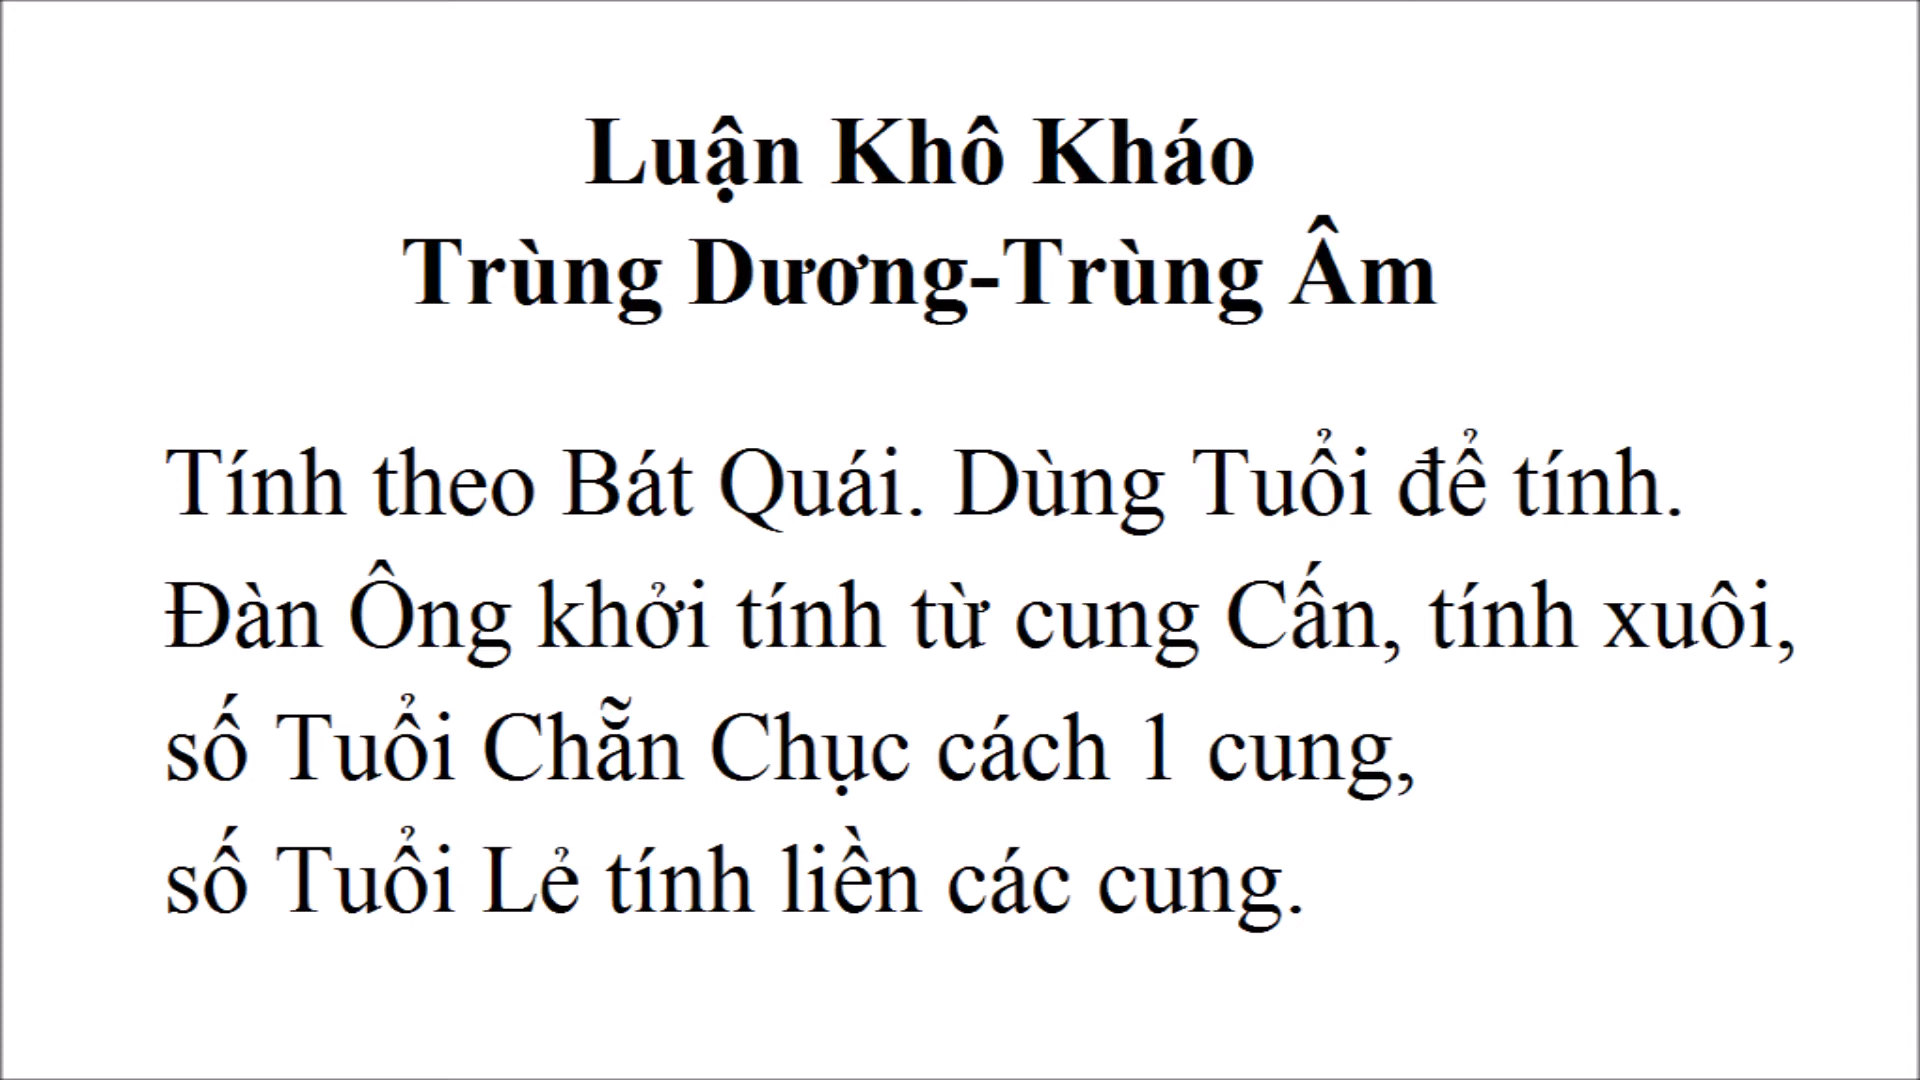 Luận Khô Kháo
Trùng Dương-Trùng Âm
Tính theo Bát Quái. Dùng Tuổi để tính.
Đàn Ông khởi tính từ cung Cấn, tính xuôi,
số Tuổi Chẵn Chục cách 1 cung,
số Tuổi Lẻ tính liền các cung.